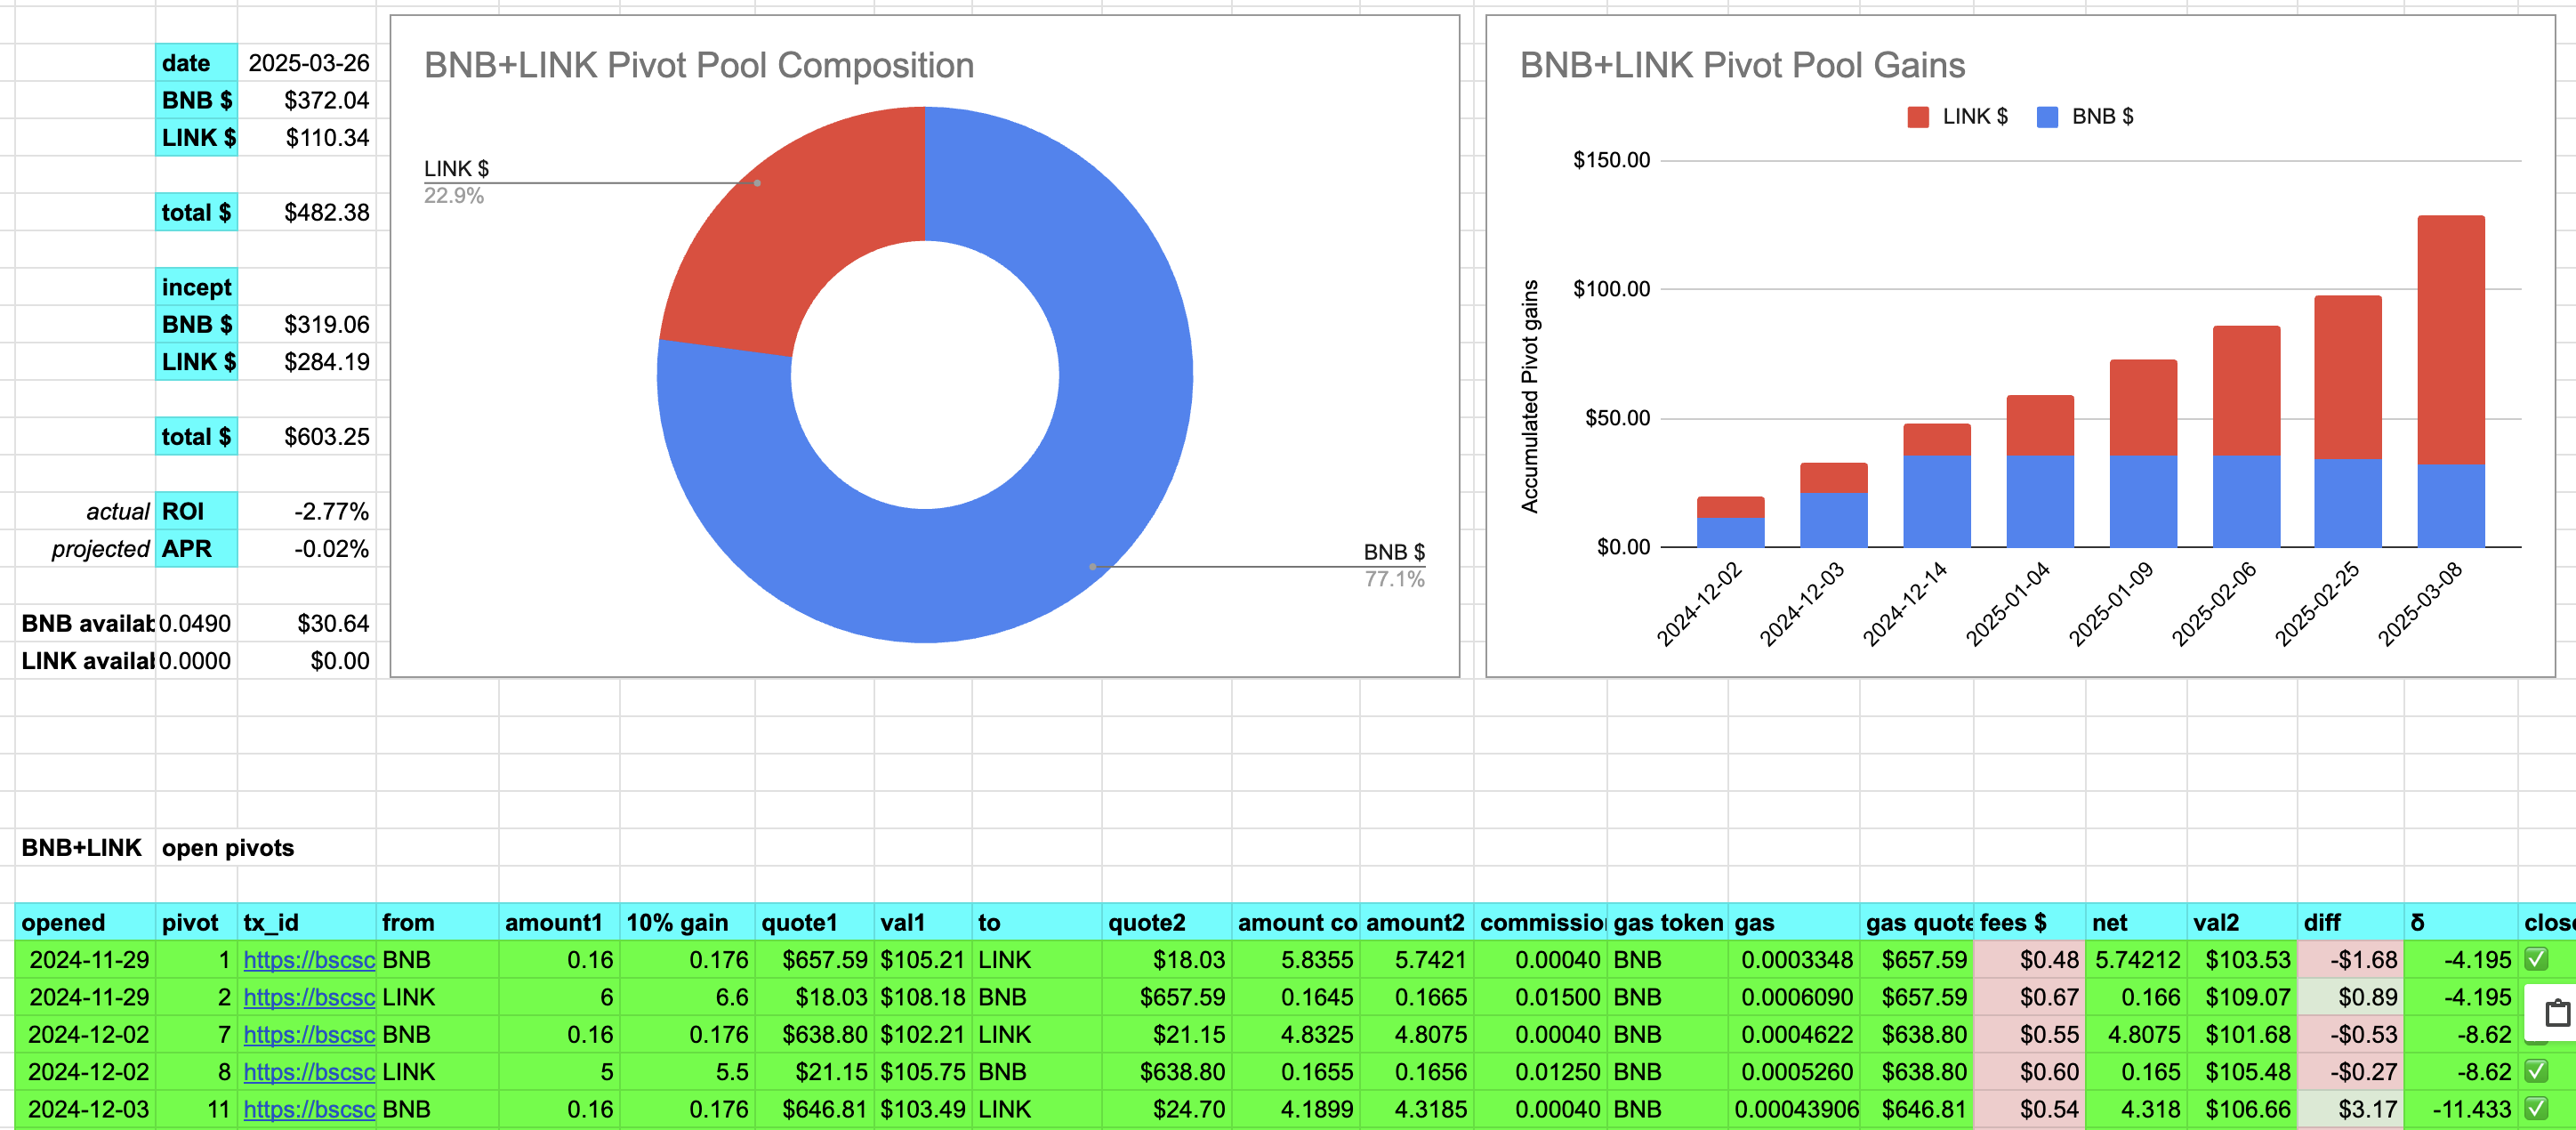 date 2025-03-26
BNB $ $372.04
LINK $ $110.34
total $ $482.38
incept
BNB $ $319.06
LINK $ $284.19
total $ $603.25
actual ROI -2.77%
projected APR -0.02%
BNB availab 0.0490 $30.64
LINK availal 0.0000 $0.00
BNB+LINK Pivot Pool Composition
LINK $
22.9%
BNB $
77.1%
BNB+LINK Pivot Pool Gains
LINK $ BNB $
Accumulated Pivot gains
$150.00
$100.00
$50.00
$0.00
2024-12-02 2024-12-03 2024-12-14 2025-01-04 2025-01-09 2025-02-06 2025-02-25 2025-03-08
BNB+LINK open pivots
opened pivot tx_id from amount1 10% gain quote1 val1 to quote2 amount co amount2 commissio gas token gas gas quote fees $ net val2 diff δ close
2024-11-29 1 https://bscsc BNB 0.16 0.176 $657.59 $105.21 LINK $18.03 5.8355 5.7421 0.00040 BNB 0.0003348 $657.59 $0.48 5.74212 $103.53 -$1.68 -4.195 ✅
2024-11-29 2 https://bscsc LINK 6 6.6 $18.03 $108.18 BNB $657.59 0.1645 0.1665 0.01500 BNB 0.0006090 $657.59 $0.67 0.166 $109.07 $0.89 -4.195
2024-12-02 7 https://bscsc BNB 0.16 0.176 $638.80 $102.21 LINK $21.15 4.8325 4.8075 0.00040 BNB 0.0004622 $638.80 $0.55 4.8075 $101.68 -$0.53 -8.62
2024-12-02 8 https://bscsc LINK 5 5.5 $21.15 $105.75 BNB $638.80 0.1655 0.1656 0.01250 BNB 0.0005260 $638.80 $0.60 0.165 $105.48 -$0.27 -8.62 ✅
2024-12-03 11 https://bscsc BNB 0.16 0.176 $646.81 $103.49 LINK $24.70 4.1899 4.3185 0.00040 BNB 0.00043906 $646.81 $0.54 4.318 $106.66 $3.17 -11.433 ✅